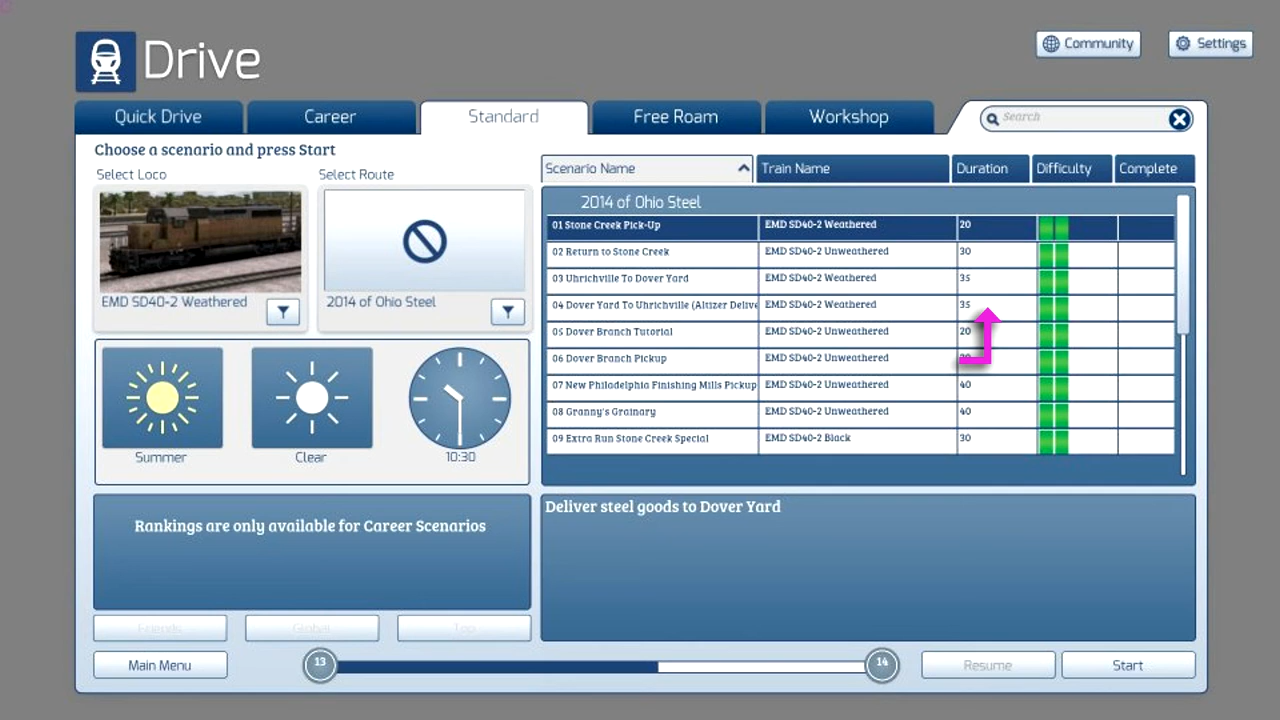 Drive
Community
Settings
Quick Drive
Career
Standard
Free Roam
Workshop
Search
Choose a scenario and press Start
Select Loco
Select Route
EMD SD40-2 Weathered
2014 of Ohio Steel
Summer
Clear
10:30
Scenario Name
Train Name
Duration
Difficulty
Complete
2014 of Ohio Steel
01 Stone Creek Pick-Up EMD SD40-2 Weathered 20
02 Return to Stone Creek EMD SD40-2 Unweathered 30
03 Uhrichville To Dover Yard EMD SD40-2 Weathered 35
04 Dover Yard To Uhrichville (Altizer Delive EMD SD40-2 Weathered 35
05 Dover Branch Tutorial EMD SD40-2 Unweathered 20
06 Dover Branch Pickup EMD SD40-2 Unweathered
07 New Philadelphia Finishing Mills Pickup EMD SD40-2 Unweathered 40
08 Granny's Grainary EMD SD40-2 Unweathered 40
09 Extra Run Stone Creek Special EMD SD40-2 Black 30
Rankings are only available for Career Scenarios
Deliver steel goods to Dover Yard
Friends
Global
Top
Main Menu
13
14
Resume
Start